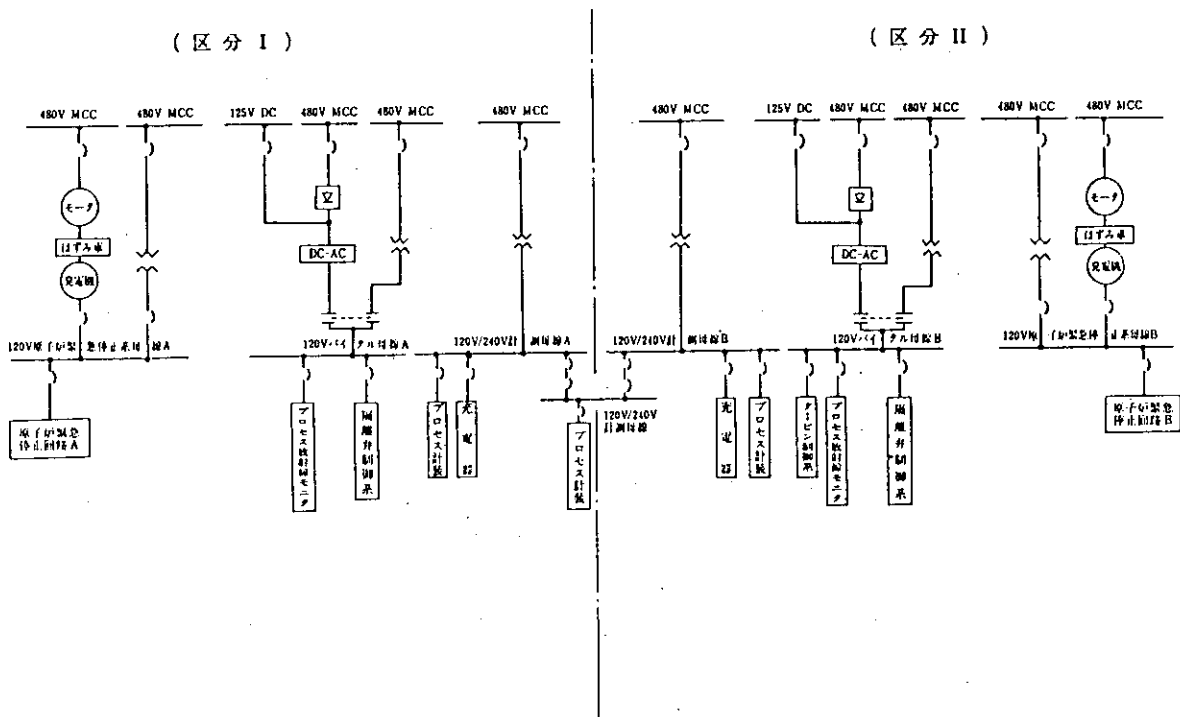 (区分I)
(区分II)
480V MCC
480V MCC
125V DC
480V MCC
480V MCC
480V MCC
480V MCC
125V DC
480V MCC
480V MCC
480V MCC
480V MCC
モータ
はずみ車
発電機
DC-AC
DC-AC
モータ
はずみ車
発電機
120V原子炉緊急停止系母線A
120Vバイタル母線A
120V/240V計測母線A
120V/240V計測母線B
120Vバイタル母線B
120V原子炉緊急停止系母線B
原子炉緊急
停止回路A
プロセス放射線モニタ
隔離弁制御系
プロセス計装
充電器
プロセス計装
120V/240V
計測母線
充電器
プロセス計装
タービン制御系
プロセス放射線モニタ
隔離弁制御系
原子炉緊急
停止回路B